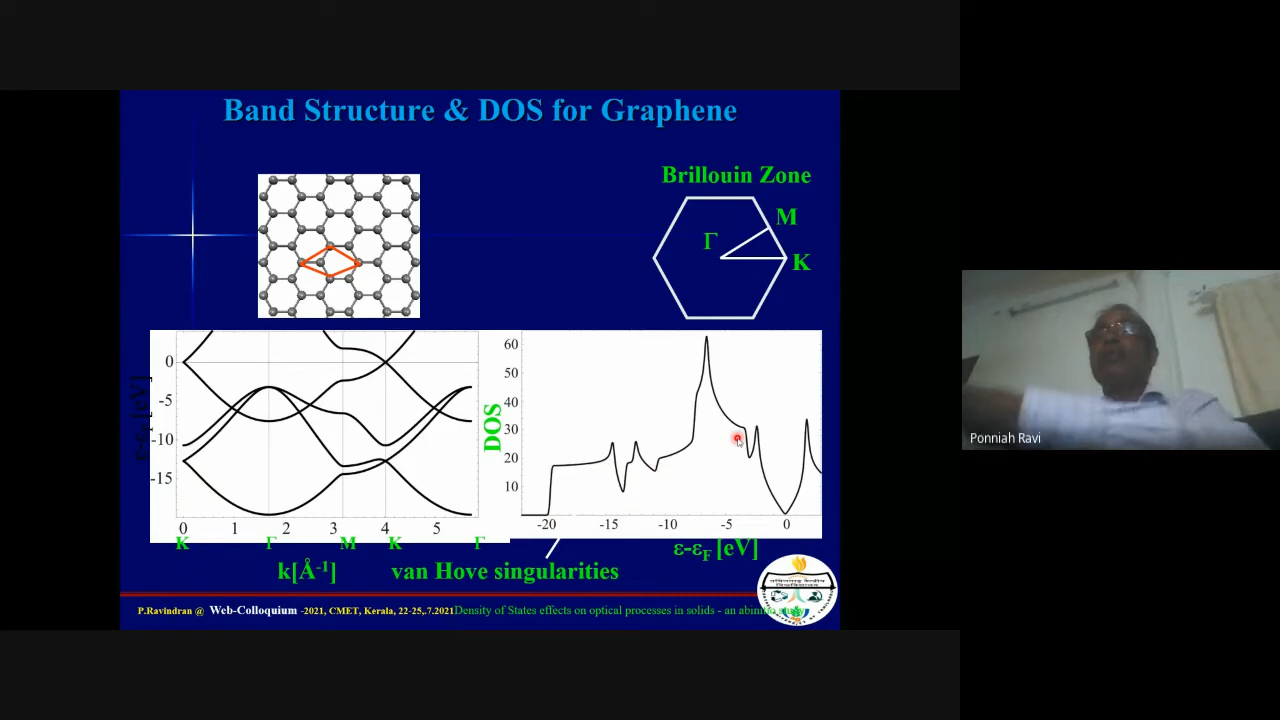 Band Structure & DOS for Graphene
Brillouin Zone
M
Γ
K
ε-εF [eV]
0
-5
-10
-15
0 1 2 3 4 5
K Γ M K Γ
k[Å-1]
DOS
60
50
40
30
20
10
-20 -15 -10 -5 0
ε-εF [eV]
van Hove singularities
P.Ravindran @ Web-Colloquium -2021, CMET, Kerala, 22-25,.7.2021 Density of States effects on optical processes in solids - an abinitio study
Ponniah Ravi